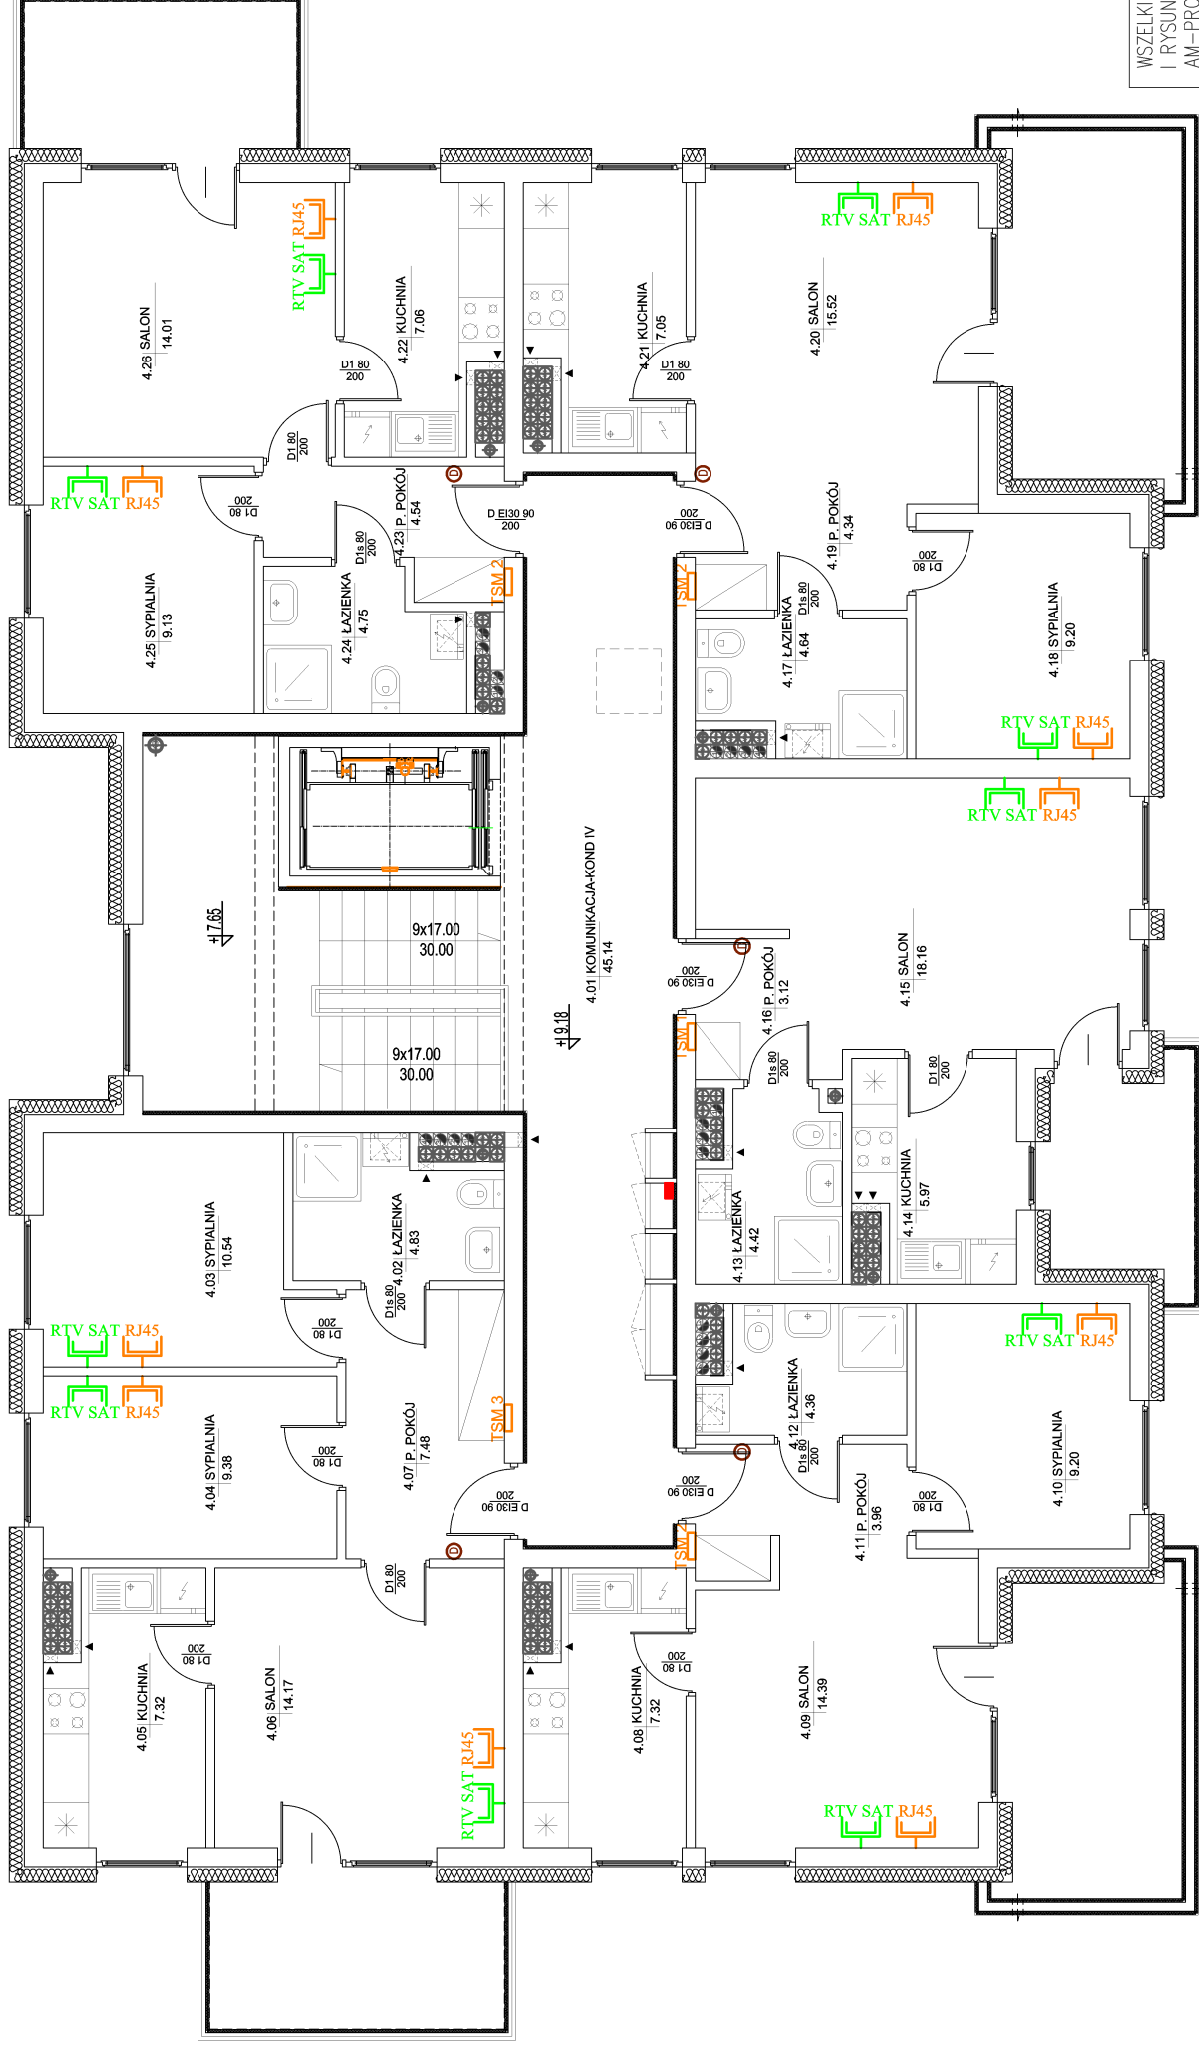 WSZELKI
I RYSUN
AM-PRO
4.26 SALON
14.01
RTV SAT RJ45
4.22 KUCHNIA
7.06
D1 80
200
4.21 KUCHNIA
7.05
D1 80
200
4.20 SALON
15.52
RTV SAT RJ45
D1 80
200
RTV SAT RJ45
D1 80
200
4.25 SYPIALNIA
9.13
4.23 P. POKÓJ
4.54
D1s 80
200
4.24 ŁAZIENKA
4.75
D EI30 90
200
TSM 2
D
D
D EI30 90
200
TSM 2
4.19 P. POKÓJ
4.34
D1 80
200
4.17 ŁAZIENKA
4.64
D1s 80
200
4.18 SYPIALNIA
9.20
RTV SAT RJ45
RTV SAT RJ45
+7.65
9x17.00
30.00
9x17.00
30.00
4.01 KOMUNIKACJA-KOND IV
45.14
+9.18
D
D EI30 90
200
TSM 1
4.16 P. POKÓJ
3.12
4.15 SALON
18.16
D1s 80
200
D1 80
200
4.14 KUCHNIA
5.97
4.13 ŁAZIENKA
4.42
4.03 SYPIALNIA
10.54
4.02 ŁAZIENKA
4.83
D1s 80
200
D1 80
200
RTV SAT RJ45
RTV SAT RJ45
4.04 SYPIALNIA
9.38
D1 80
200
4.07 P. POKÓJ
7.48
TSM 3
D EI30 90
200
D
D1 80
200
RTV SAT RJ45
4.12 ŁAZIENKA
4.36
D1s 80
200
4.10 SYPIALNIA
9.20
D
D EI30 90
200
TSM 2
4.11 P. POKÓJ
3.96
D1 80
200
4.05 KUCHNIA
7.32
D1 80
200
4.06 SALON
14.17
RTV SAT RJ45
4.08 KUCHNIA
7.32
D1 80
200
4.09 SALON
14.39
RTV SAT RJ45